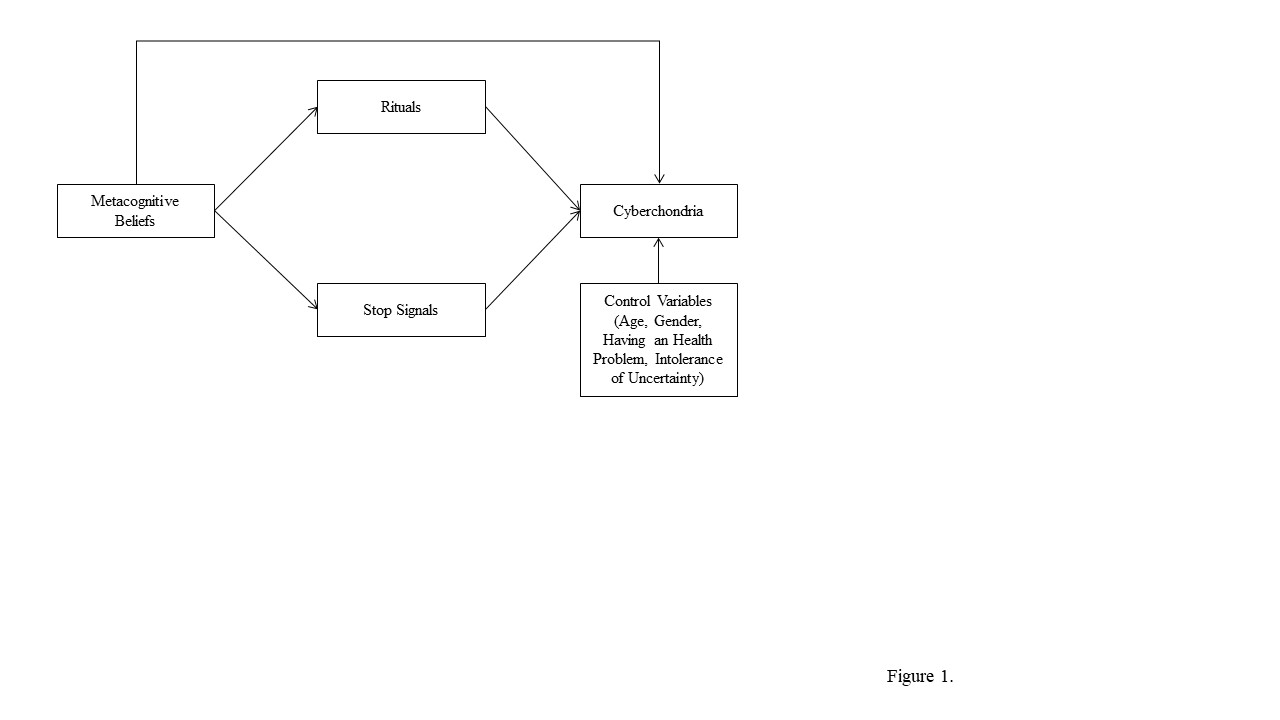 Rituals
Metacognitive
Beliefs
Cyberchondria
Stop Signals
Control Variables
(Age, Gender,
Having an Health
Problem, Intolerance
of Uncertainty)
Figure 1.